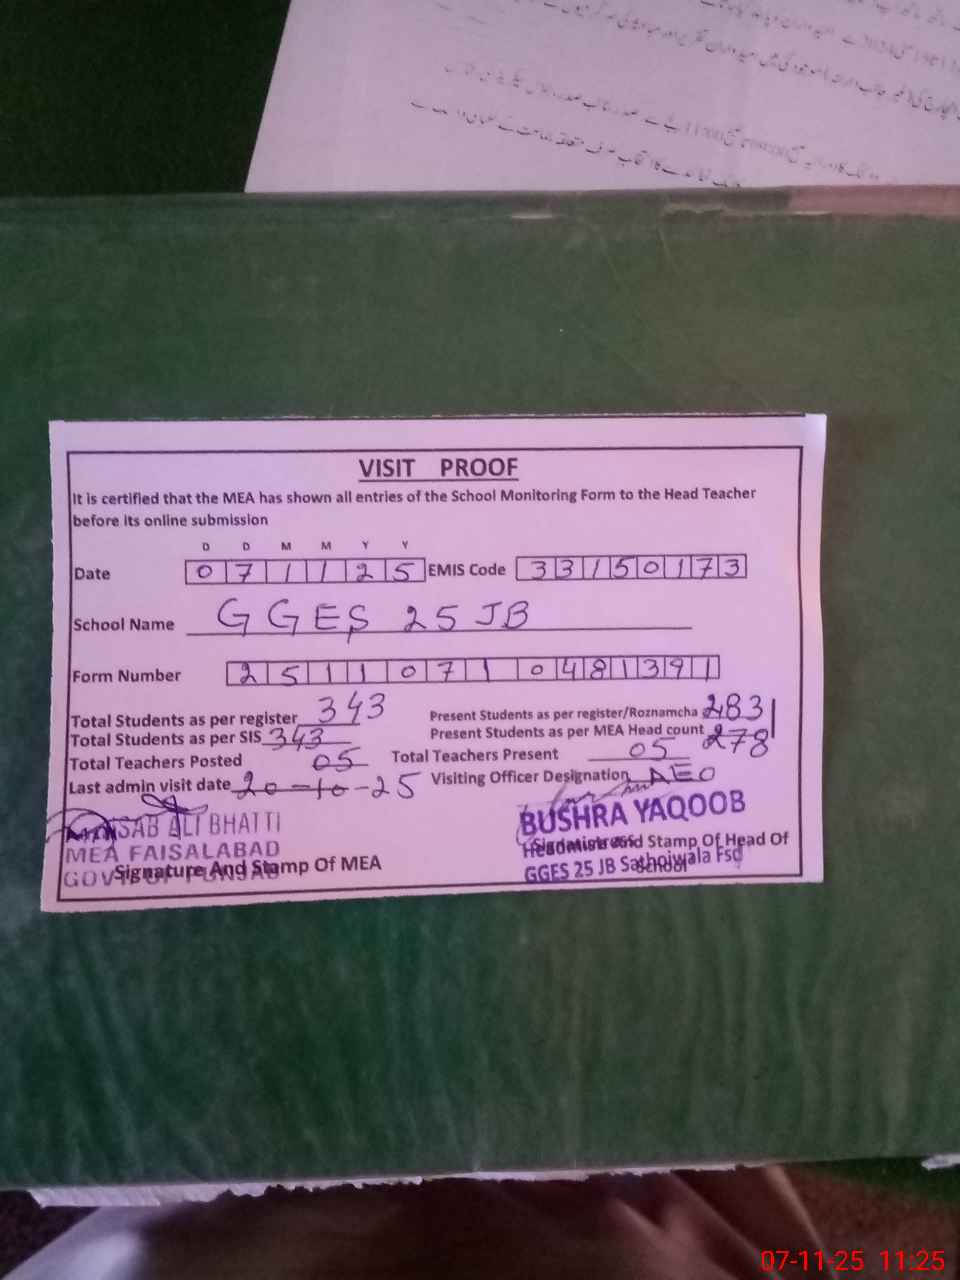 VISIT PROOF
It is certified that the MEA has shown all entries of the School Monitoring Form to the Head Teacher
before its online submission
D D M M Y Y
Date 0 7 1 1 2 5 EMIS Code 3 3 1 5 0 1 7 3
School Name GGES 25 JB
Form Number 2 5 1 1 0 7 1 0 4 8 1 3 9 1
Total Students as per register 343 Present Students as per register/Roznamcha 283
Total Students as per SIS 343 Present Students as per MEA Head count 278
Total Teachers Posted 05 Total Teachers Present 05
Last admin visit date 20-10-25 Visiting Officer Designation AEO
ALI BHATTI
MEA FAISALABAD
Signature And Stamp Of MEA
BUSHRA YAQOOB
Headmistress
Signature And Stamp Of Head Of
School
GGES 25 JB Sathoiwala Fsd
07-11-25 11:25